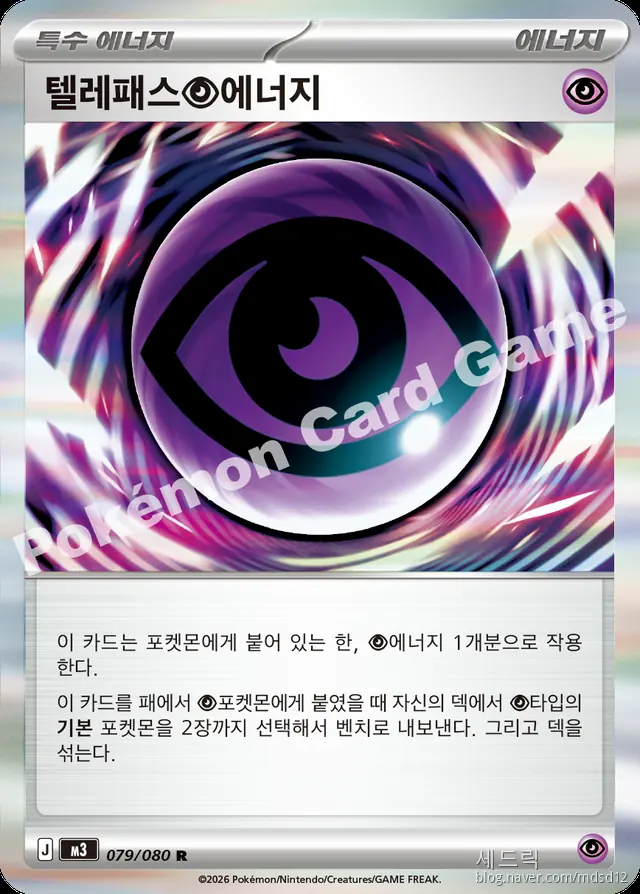 특수 에너지 에너지
텔레패스에너지
Pokémon Card Game
이 카드는 포켓몬에게 붙어 있는 한, 에너지 1개분으로 작용
한다.
이 카드를 패에서 포켓몬에게 붙였을 때 자신의 덱에서 타입의
기본 포켓몬을 2장까지 선택해서 벤치로 내보낸다. 그리고 덱을
섞는다.
J m3 079/080 R
세드릭
blog.naver.com/mdsd12
©2026 Pokémon/Nintendo/Creatures/GAME FREAK.